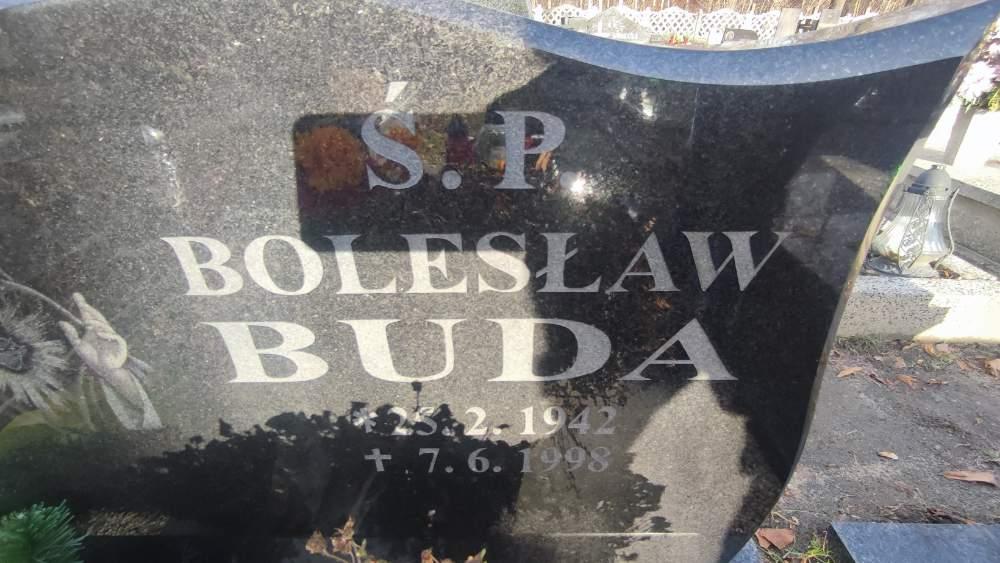 Ś. P.
BOLESŁAW
BUDA
* 25. 2. 1942
✝ 7. 6. 1998